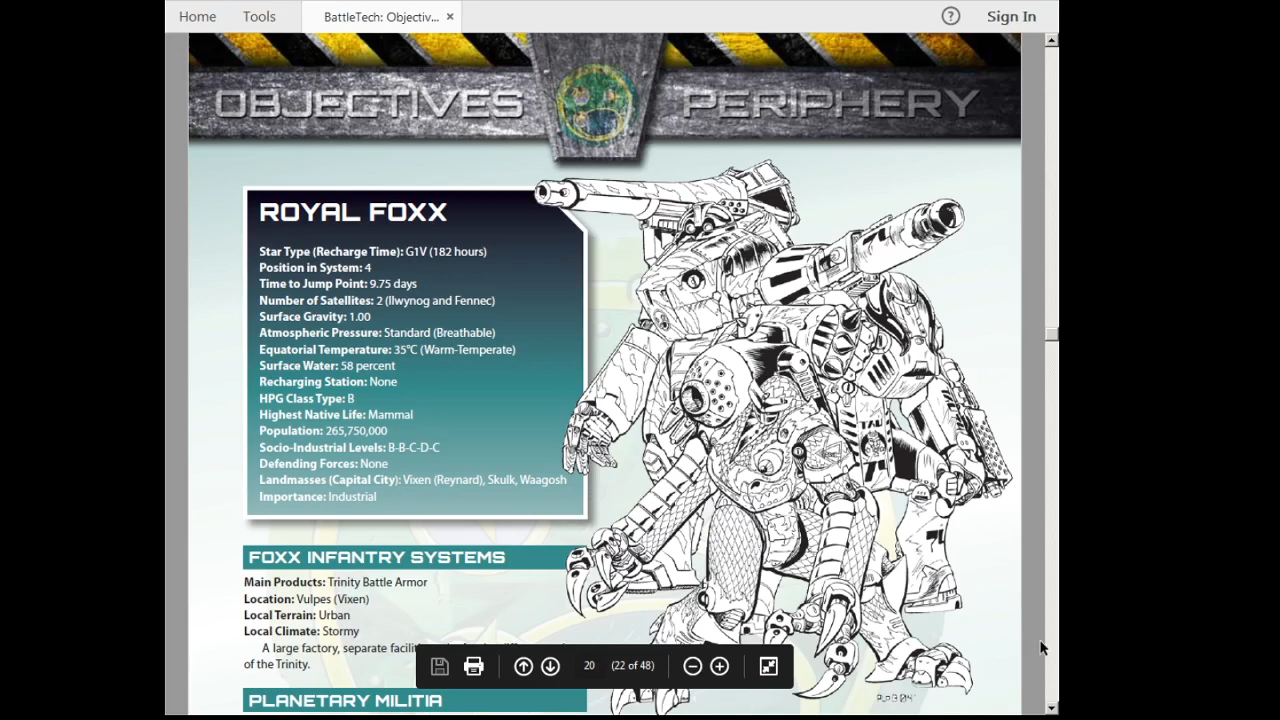 Home Tools BattleTech: Objectiv... × ? Sign In
OBJECTIVES PERIPHERY
ROYAL FOXX
Star Type (Recharge Time): G1V (182 hours)
Position in System: 4
Time to Jump Point: 9.75 days
Number of Satellites: 2 (Ilwynog and Fennec)
Surface Gravity: 1.00
Atmospheric Pressure: Standard (Breathable)
Equatorial Temperature: 35°C (Warm-Temperate)
Surface Water: 58 percent
Recharging Station: None
HPG Class Type: B
Highest Native Life: Mammal
Population: 265,750,000
Socio-Industrial Levels: B-B-C-D-C
Defending Forces: None
Landmasses (Capital City): Vixen (Reynard), Skulk, Waagosh
Importance: Industrial
TAU
FOXX INFANTRY SYSTEMS
Main Products: Trinity Battle Armor
Location: Vulpes (Vixen)
Local Terrain: Urban
Local Climate: Stormy
A large factory, separate
of the Trinity.
20 (22 of 48)
PLANETARY MILITIA